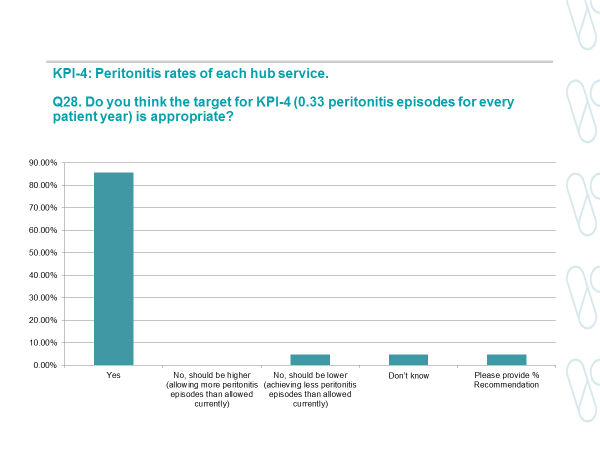 KPI-4: Peritonitis rates of each hub service.
Q28. Do you think the target for KPI-4 (0.33 peritonitis episodes for every
patient year) is appropriate?
90.00%
80.00%
70.00%
60.00%
50.00%
40.00%
30.00%
20.00%
10.00%
0.00%
Yes
No, should be higher
(allowing more peritonitis
episodes than allowed
currently)
No, should be lower
(achieving less peritonitis
episodes than allowed
currently)
Don't know
Please provide %
Recommendation